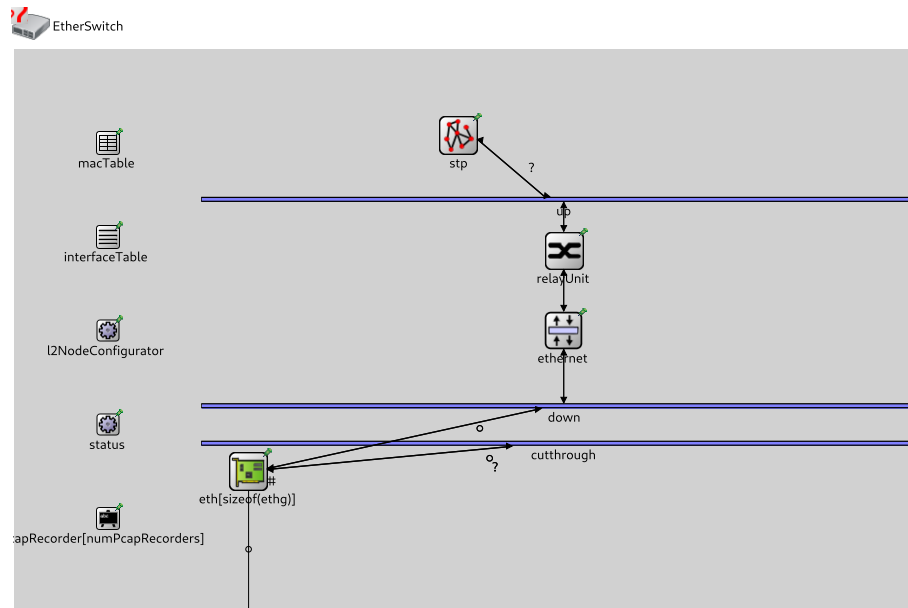 EtherSwitch
stp
macTable
?
up
interfaceTable
relayUnit
l2NodeConfigurator
ethernet
down
status
cutthrough
?
#
eth[sizeof(ethg)]
capRecorder[numPcapRecorders]